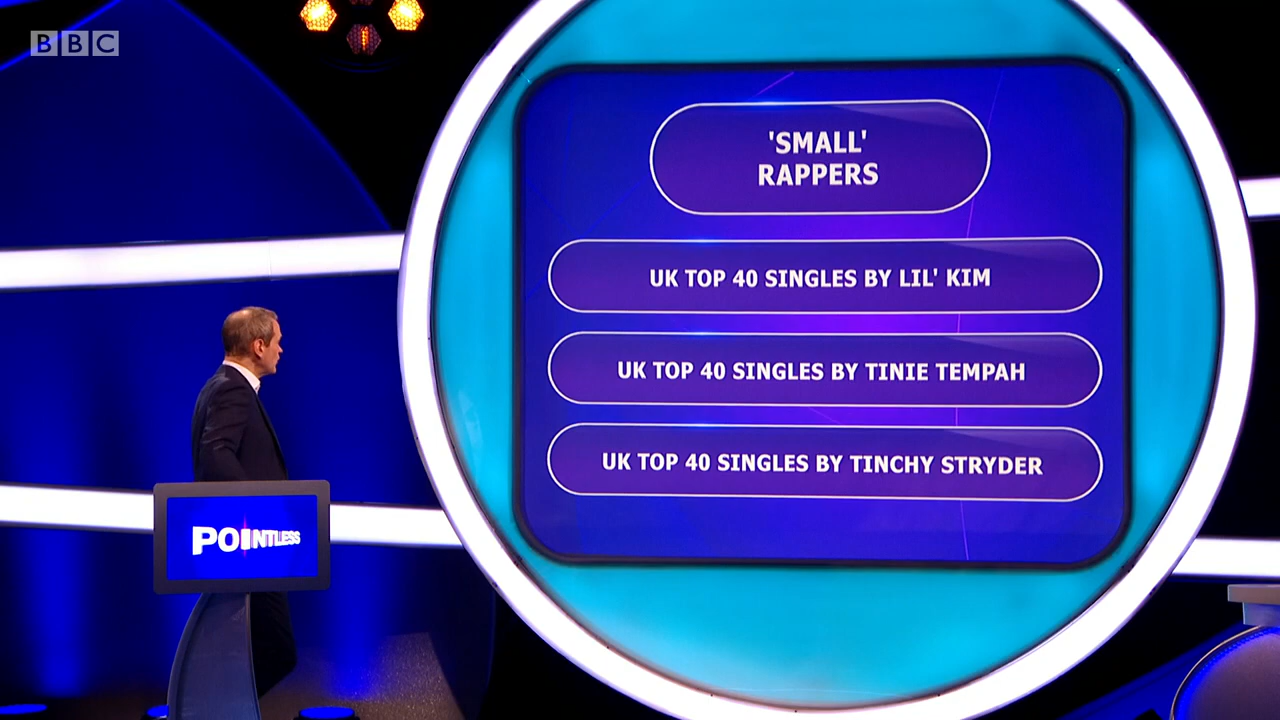 BBC
'SMALL'
RAPPERS
UK TOP 40 SINGLES BY LIL' KIM
UK TOP 40 SINGLES BY TINIE TEMPAH
UK TOP 40 SINGLES BY TINCHY STRYDER
POINTLESS